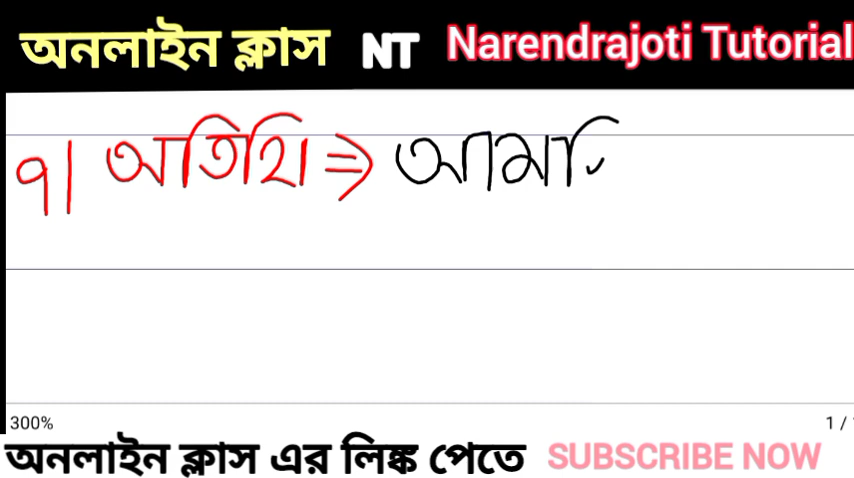 অনলাইন ক্লাস NT Narendrajoti Tutorial
৭| অতিথি ⇒
300% 1 /
অনলাইন ক্লাস এর লিঙ্ক পেতে SUBSCRIBE NOW